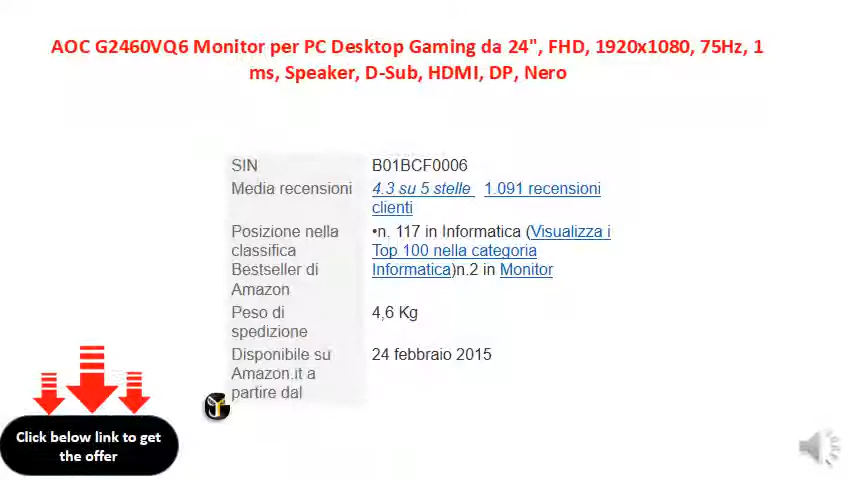 AOC G2460VQ6 Monitor per PC Desktop Gaming da 24", FHD, 1920x1080, 75Hz, 1
ms, Speaker, D-Sub, HDMI, DP, Nero
SIN B01BCF0006
Media recensioni 4.3 su 5 stelle 1.091 recensioni
clienti
Posizione nella •n. 117 in Informatica (Visualizza i
classifica Top 100 nella categoria
Bestseller di Informatica)n.2 in Monitor
Amazon
Peso di 4,6 Kg
spedizione
Disponibile su 24 febbraio 2015
Amazon.it a
partire dal
Click below link to get
the offer